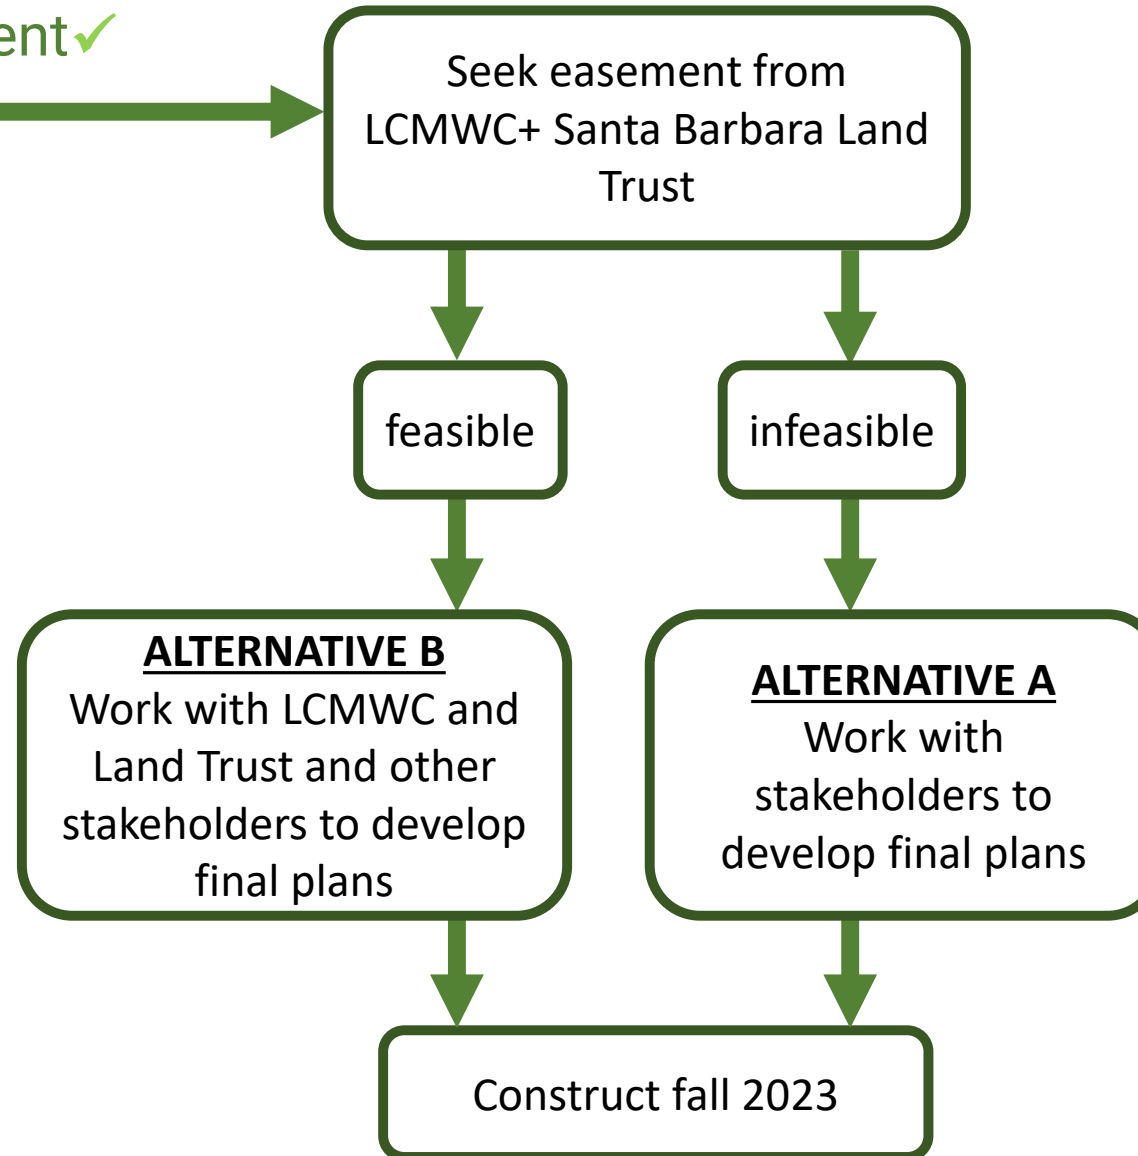 Seek easement from
LCMWC+ Santa Barbara Land
Trust
feasible
infeasible
ALTERNATIVE B
Work with LCMWC and
Land Trust and other
stakeholders to develop
final plans
ALTERNATIVE A
Work with
stakeholders to
develop final plans
Construct fall 2023